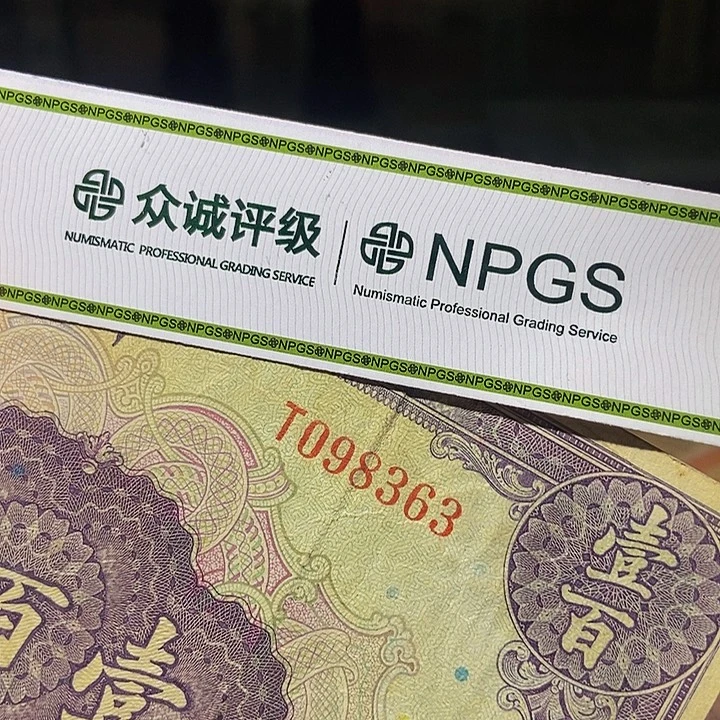 NPGS NPGS NPGS NPGS NPGS NPGS NPGS NPGS NPGS NPGS NPGS NPGS NPGS NPGS NPGS
众诚评级
NUMISMATIC PROFESSIONAL GRADING SERVICE
NPGS
Numismatic Professional Grading Service
NPGS NPGS NPGS NPGS NPGS NPGS NPGS NPGS NPGS NPGS NPGS NPGS NPGS NPGS NPGS
T098363
壹百
百
壹